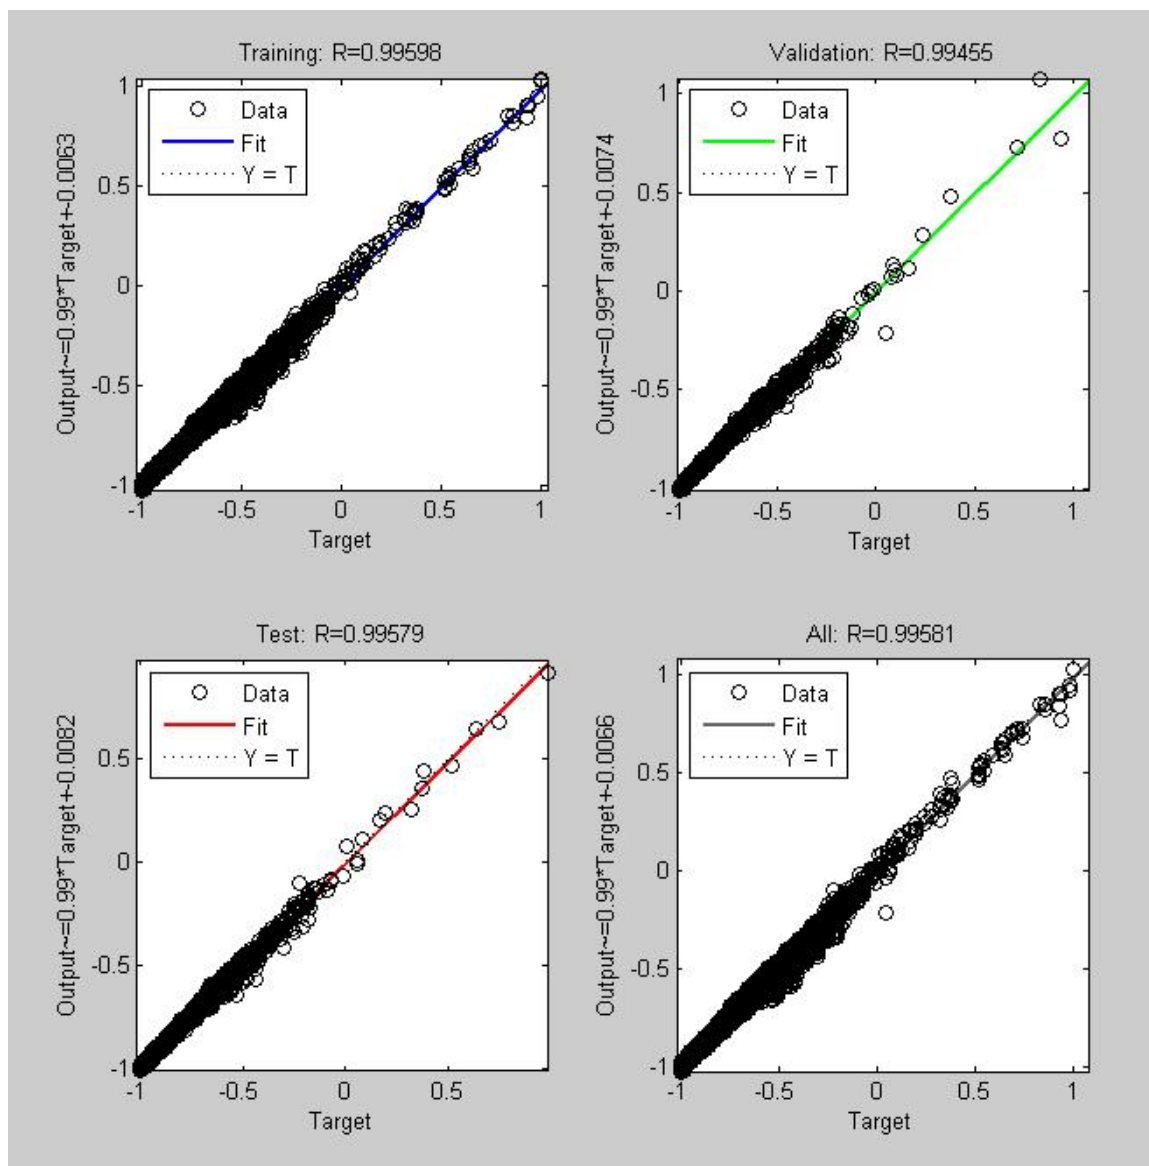 Training: R=0.99598
Output~=0.99*Target+-0.0063
1
0.5
0
-0.5
-1
Data
Fit
Y = T
-1 -0.5 0 0.5 1
Target
Validation: R=0.99455
Output~=0.99*Target+-0.0074
1
0.5
0
-0.5
-1
Data
Fit
Y = T
-1 -0.5 0 0.5 1
Target
Test: R=0.99579
Output~=0.99*Target+-0.0082
0.5
0
-0.5
-1
Data
Fit
Y = T
-1 -0.5 0 0.5
Target
All: R=0.99581
Output~=0.99*Target+-0.0066
1
0.5
0
-0.5
-1
Data
Fit
Y = T
-1 -0.5 0 0.5 1
Target